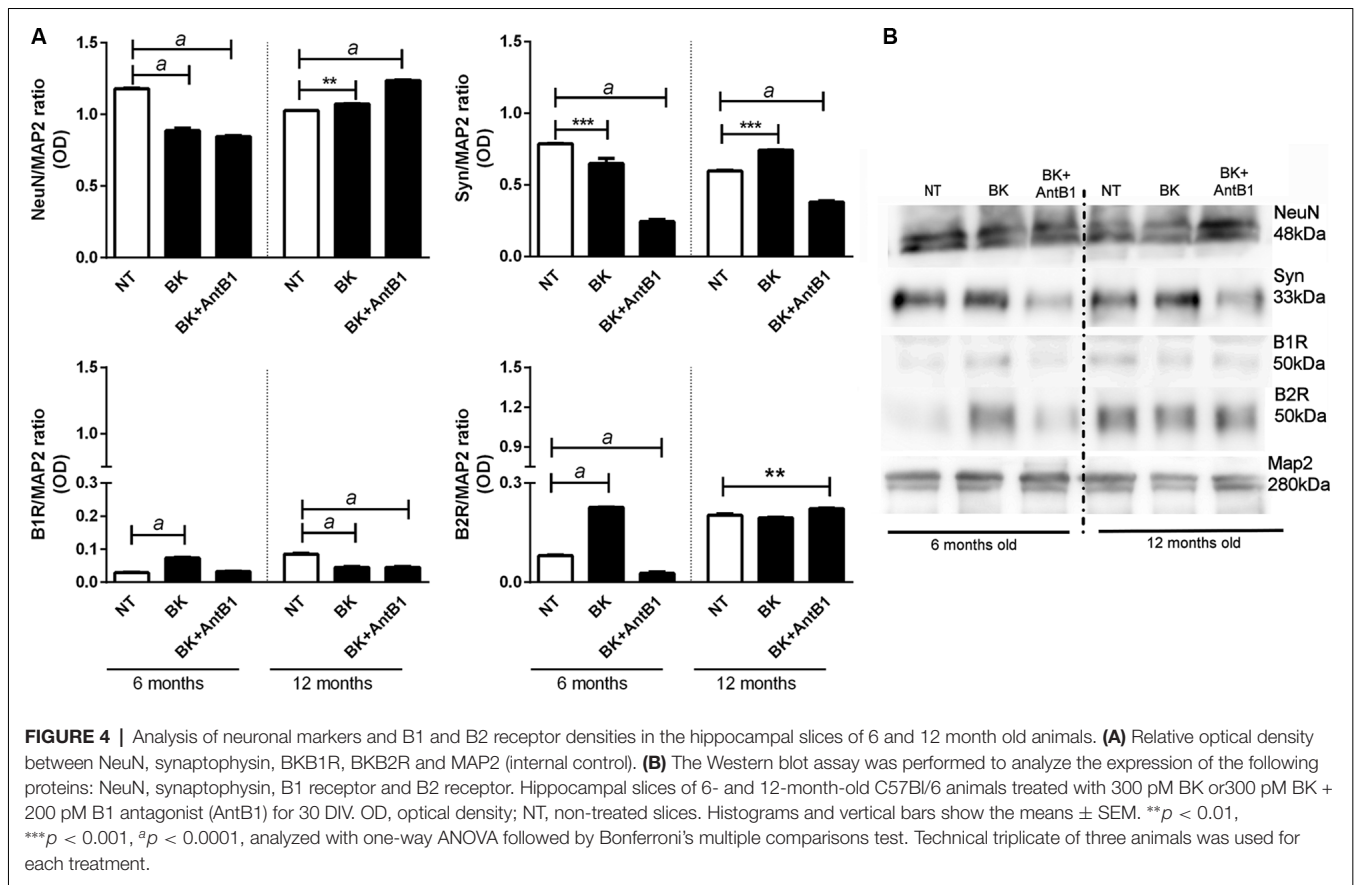 A
B
1.5
1.0
0.5
0.0
NeuN/MAP2 ratio
(OD)
a
a
**
a
NT
BK
BK+AntB1
NT
BK
BK+AntB1
1.5
1.0
0.5
0.0
Syn/MAP2 ratio
(OD)
a
***
a
***
NT
BK
BK+AntB1
NT
BK
BK+AntB1
1.5
1.0
0.5
0.3
0.2
0.1
0.0
B1R/MAP2 ratio
(OD)
a
a
a
NT
BK
BK+AntB1
NT
BK
BK+AntB1
6 months
12 months
1.5
1.2
0.9
0.3
0.0
B2R/MAP2 ratio
(OD)
a
a
**
NT
BK
BK+AntB1
NT
BK
BK+AntB1
6 months
12 months
NT
BK
BK+
AntB1
NT
BK
BK+
AntB1
NeuN
48kDa
Syn
33kDa
B1R
50kDa
B2R
50kDa
Map2
280kDa
6 months old
12 months old
FIGURE 4 | Analysis of neuronal markers and B1 and B2 receptor densities in the hippocampal slices of 6 and 12 month old animals. (A) Relative optical density
between NeuN, synaptophysin, BKB1R, BKB2R and MAP2 (internal control). (B) The Western blot assay was performed to analyze the expression of the following
proteins: NeuN, synaptophysin, B1 receptor and B2 receptor. Hippocampal slices of 6- and 12-month-old C57Bl/6 animals treated with 300 pM BK or300 pM BK +
200 pM B1 antagonist (AntB1) for 30 DIV. OD, optical density; NT, non-treated slices. Histograms and vertical bars show the means ± SEM. **p < 0.01,
***p < 0.001, ap < 0.0001, analyzed with one-way ANOVA followed by Bonferroni's multiple comparisons test. Technical triplicate of three animals was used for
each treatment.